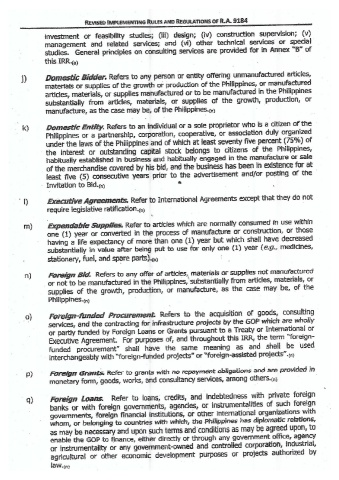 REVISED IMPLEMENTING RULES AND REGULATIONS OF R.A. 9184
investment or feasibility studies; (iii) design; (iv) construction supervision; (v)
management and related services; and (vi) other technical services or special
studies. General principles on consulting services are provided for in Annex "B" of
this IRR.(n)
j) Domestic Bidder. Refers to any person or entity offering unmanufactured articles,
materials or supplies of the growth or production of the Philippines, or manufactured
articles, materials, or supplies manufactured or to be manufactured in the Philippines
substantially from articles, materials, or supplies of the growth, production, or
manufacture, as the case may be, of the Philippines.(n)
k) Domestic Entity. Refers to an individual or a sole proprietor who is a citizen of the
Philippines or a partnership, corporation, cooperative, or association duly organized
under the laws of the Philippines and of which at least seventy five percent (75%) of
the interest or outstanding capital stock belongs to citizens of the Philippines,
habitually established in business and habitually engaged in the manufacture or sale
of the merchandise covered by his bid, and the business has been in existence for at
least five (5) consecutive years prior to the advertisement and/or posting of the
Invitation to Bid.(n)
l) Executive Agreements. Refer to International Agreements except that they do not
require legislative ratification.(n)
m) Expendable Supplies. Refer to articles which are normally consumed in use within
one (1) year or converted in the process of manufacture or construction, or those
having a life expectancy of more than one (1) year but which shall have decreased
substantially in value after being put to use for only one (1) year (e.g., medicines,
stationery, fuel, and spare parts).(n)
n) Foreign Bid. Refers to any offer of articles, materials or supplies not manufactured
or not to be manufactured in the Philippines, substantially from articles, materials, or
supplies of the growth, production, or manufacture, as the case may be, of the
Philippines.(n)
o) Foreign-funded Procurement. Refers to the acquisition of goods, consulting
services, and the contracting for infrastructure projects by the GOP which are wholly
or partly funded by Foreign Loans or Grants pursuant to a Treaty or International or
Executive Agreement. For purposes of, and throughout this IRR, the term "foreign-
funded procurement" shall have the same meaning as and shall be used
interchangeably with "foreign-funded projects" or "foreign-assisted projects".(n)
p) Foreign Grants. Refer to grants with no repayment obligations and are provided in
monetary form, goods, works, and consultancy services, among others.(n)
q) Foreign Loans. Refer to loans, credits, and indebtedness with private foreign
banks or with foreign governments, agencies, or instrumentalities of such foreign
governments, foreign financial institutions, or other international organizations with
whom, or belonging to countries with which, the Philippines has diplomatic relations,
as may be necessary and upon such terms and conditions as may be agreed upon, to
enable the GOP to finance, either directly or through any government office, agency
or instrumentality or any government-owned and controlled corporation, industrial,
agricultural or other economic development purposes or projects authorized by
law.(n)